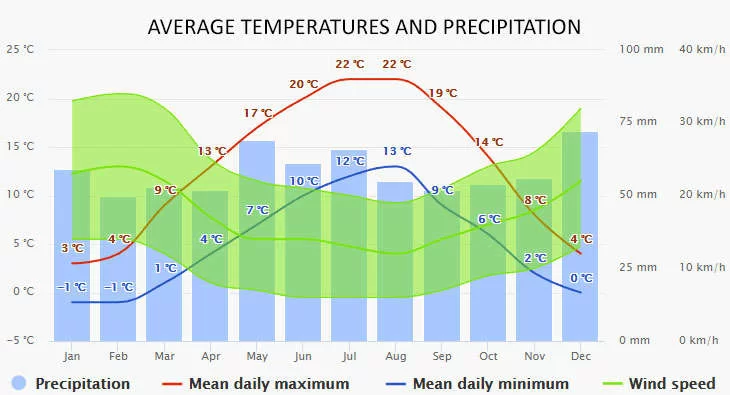 AVERAGE TEMPERATURES AND PRECIPITATION
25 °C 100 mm 40 km/h
22 °C 22 °C
20 °C
20 °C 19 °C 75 mm 30 km/h
17 °C
15 °C 13 °C 14 °C
12 °C 13 °C
10 °C 9 °C 10 °C 9 °C 50 mm 20 km/h
7 °C 6 °C 8 °C
5 °C 3 °C 4 °C 4 °C 4 °C 25 mm 10 km/h
1 °C 2 °C
0 °C -1 °C -1 °C 0 °C
-5 °C 0 mm 0 km/h
Jan Feb Mar Apr May Jun Jul Aug Sep Oct Nov Dec
Precipitation Mean daily maximum Mean daily minimum Wind speed